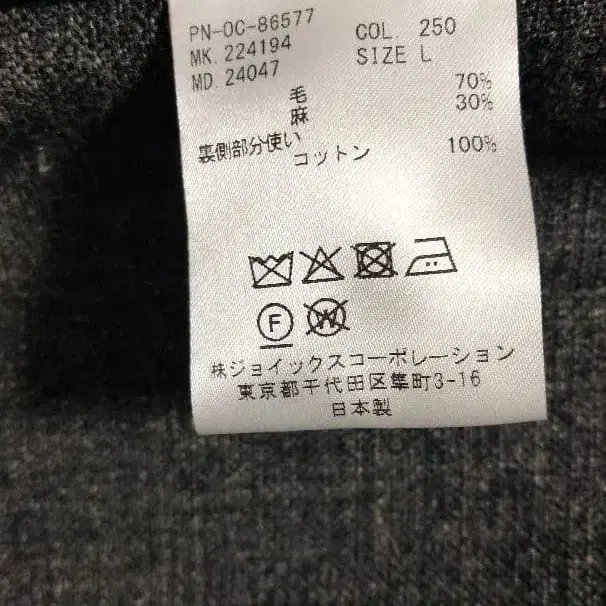 PN-OC-86577
MK. 224194 COL. 250
MD. 24047 SIZE L
毛 70%
麻 30%
裏側部分使い
コットン 100%
F W
株ジョイックスコーポレーション
東京都千代田区隼町3-16
日本製